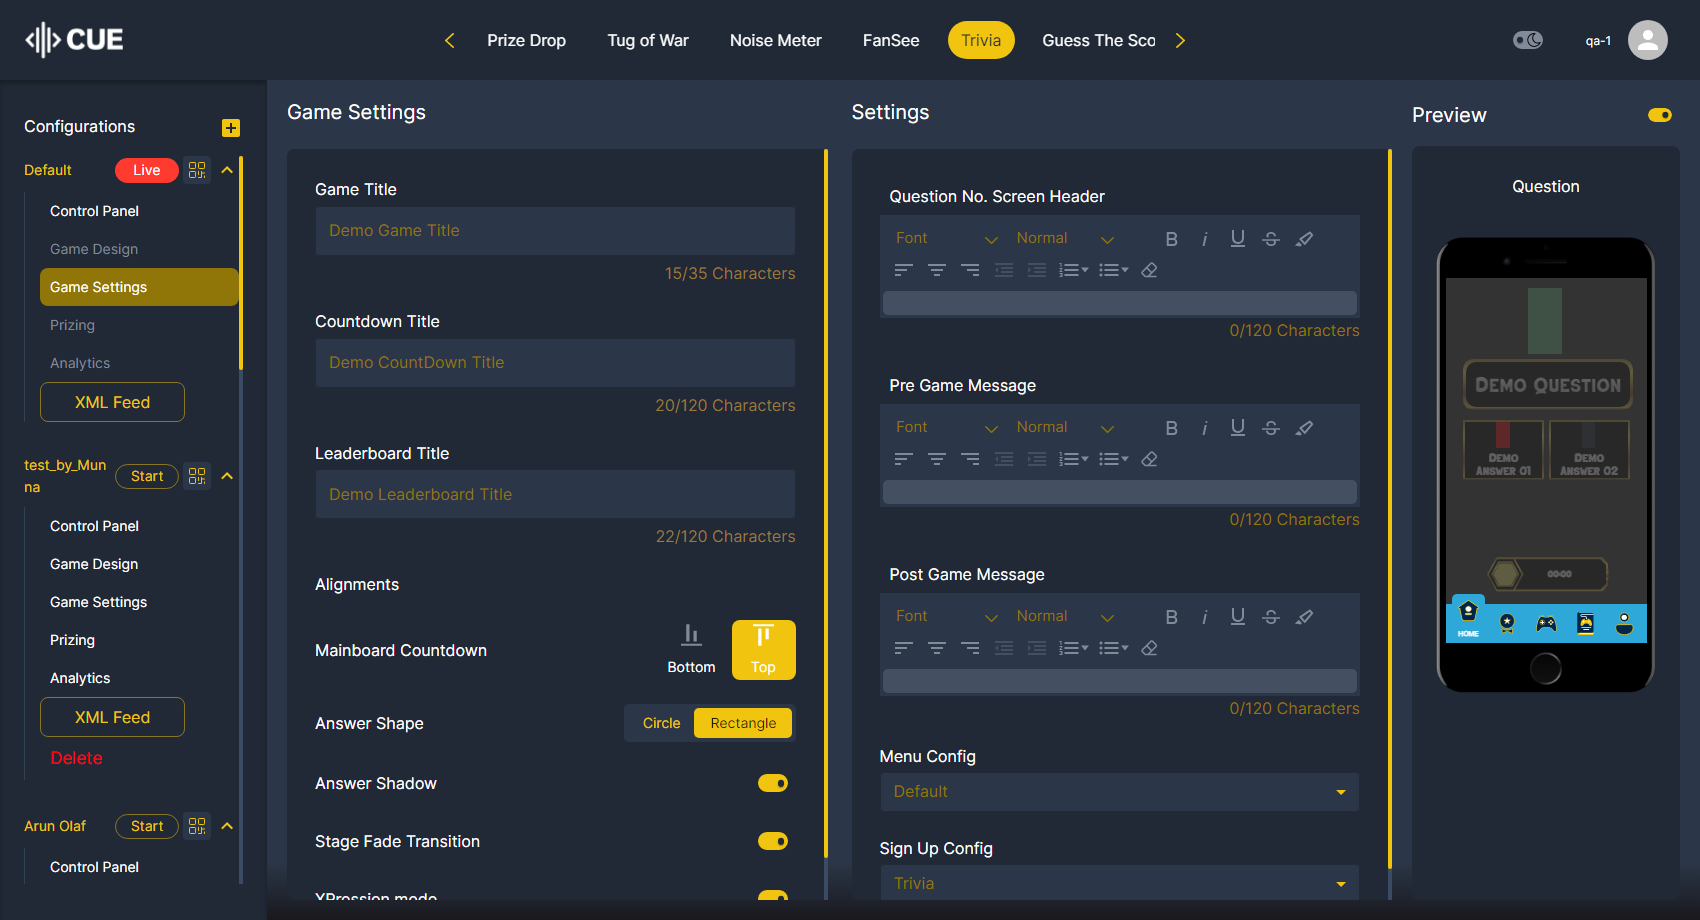 CUE
Prize Drop
Tug of War
Noise Meter
FanSee
Trivia
Guess The Sco
qa-1
Configurations
Default
Live
Control Panel
Game Design
Game Settings
Prizing
Analytics
XML Feed
test_by_Mun
na
Start
Control Panel
Game Design
Game Settings
Prizing
Analytics
XML Feed
Delete
Arun Olaf
Start
Control Panel
Game Settings
Game Title
Demo Game Title
15/35 Characters
Countdown Title
Demo CountDown Title
20/120 Characters
Leaderboard Title
Demo Leaderboard Title
22/120 Characters
Alignments
Mainboard Countdown
Bottom
Top
Answer Shape
Circle
Rectangle
Answer Shadow
Stage Fade Transition
XPression mode
Settings
Question No. Screen Header
Font
Normal
B i U S
0/120 Characters
Pre Game Message
Font
Normal
B i U S
0/120 Characters
Post Game Message
Font
Normal
B i U S
0/120 Characters
Menu Config
Default
Sign Up Config
Trivia
Preview
Question
DEMO QUESTION
DEMO
ANSWER 01
DEMO
ANSWER 02
00:00
HOME